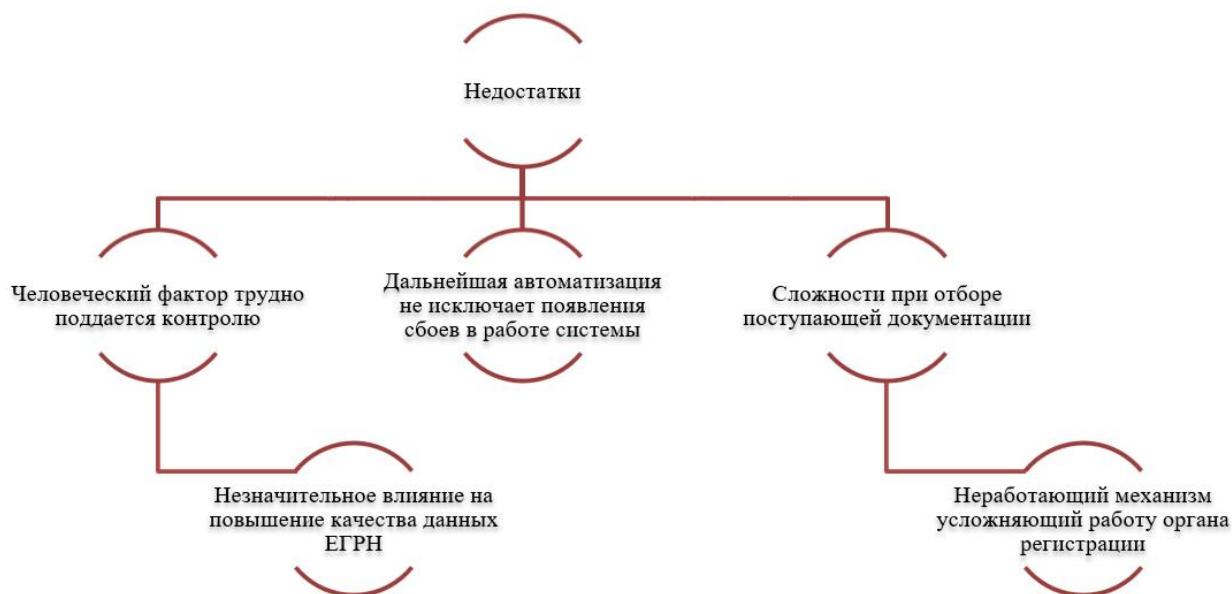 Недостатки
Человеческий фактор трудно
поддается контролю
Дальнейшая автоматизация
не исключает появления
сбоев в работе системы
Сложности при отборе
поступающей документации
Незначительное влияние на
повышение качества данных
ЕГРН
Неработающий механизм
усложняющий работу органа
регистрации